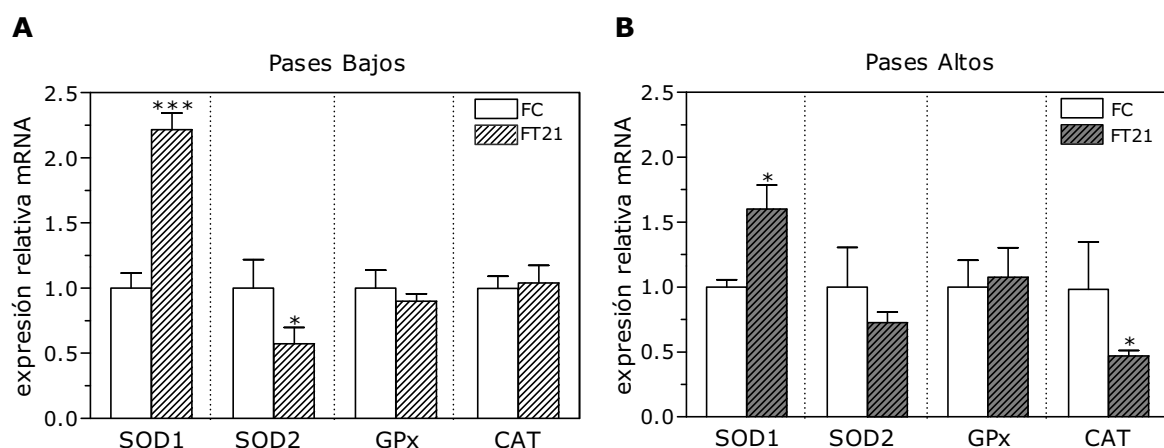 A
Pases Bajos
expresión relativa mRNA
2.5
2.0
1.5
1.0
0.5
0.0
***
*
FC
FT21
SOD1 SOD2 GPx CAT
B
Pases Altos
expresión relativa mRNA
2.5
2.0
1.5
1.0
0.5
0.0
*
*
FC
FT21
SOD1 SOD2 GPx CAT